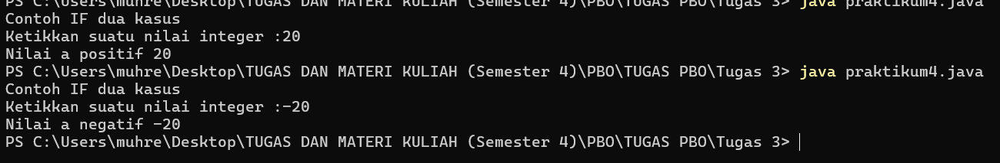 PS C:\Users\muhre\Desktop\TUGAS DAN MATERI KULIAH (Semester 4)\PBO\TUGAS PBO\Tugas 3> java praktikum4.java
Contoh IF dua kasus
Ketikkan suatu nilai integer :20
Nilai a positif 20
PS C:\Users\muhre\Desktop\TUGAS DAN MATERI KULIAH (Semester 4)\PBO\TUGAS PBO\Tugas 3> java praktikum4.java
Contoh IF dua kasus
Ketikkan suatu nilai integer :-20
Nilai a negatif -20
PS C:\Users\muhre\Desktop\TUGAS DAN MATERI KULIAH (Semester 4)\PBO\TUGAS PBO\Tugas 3>